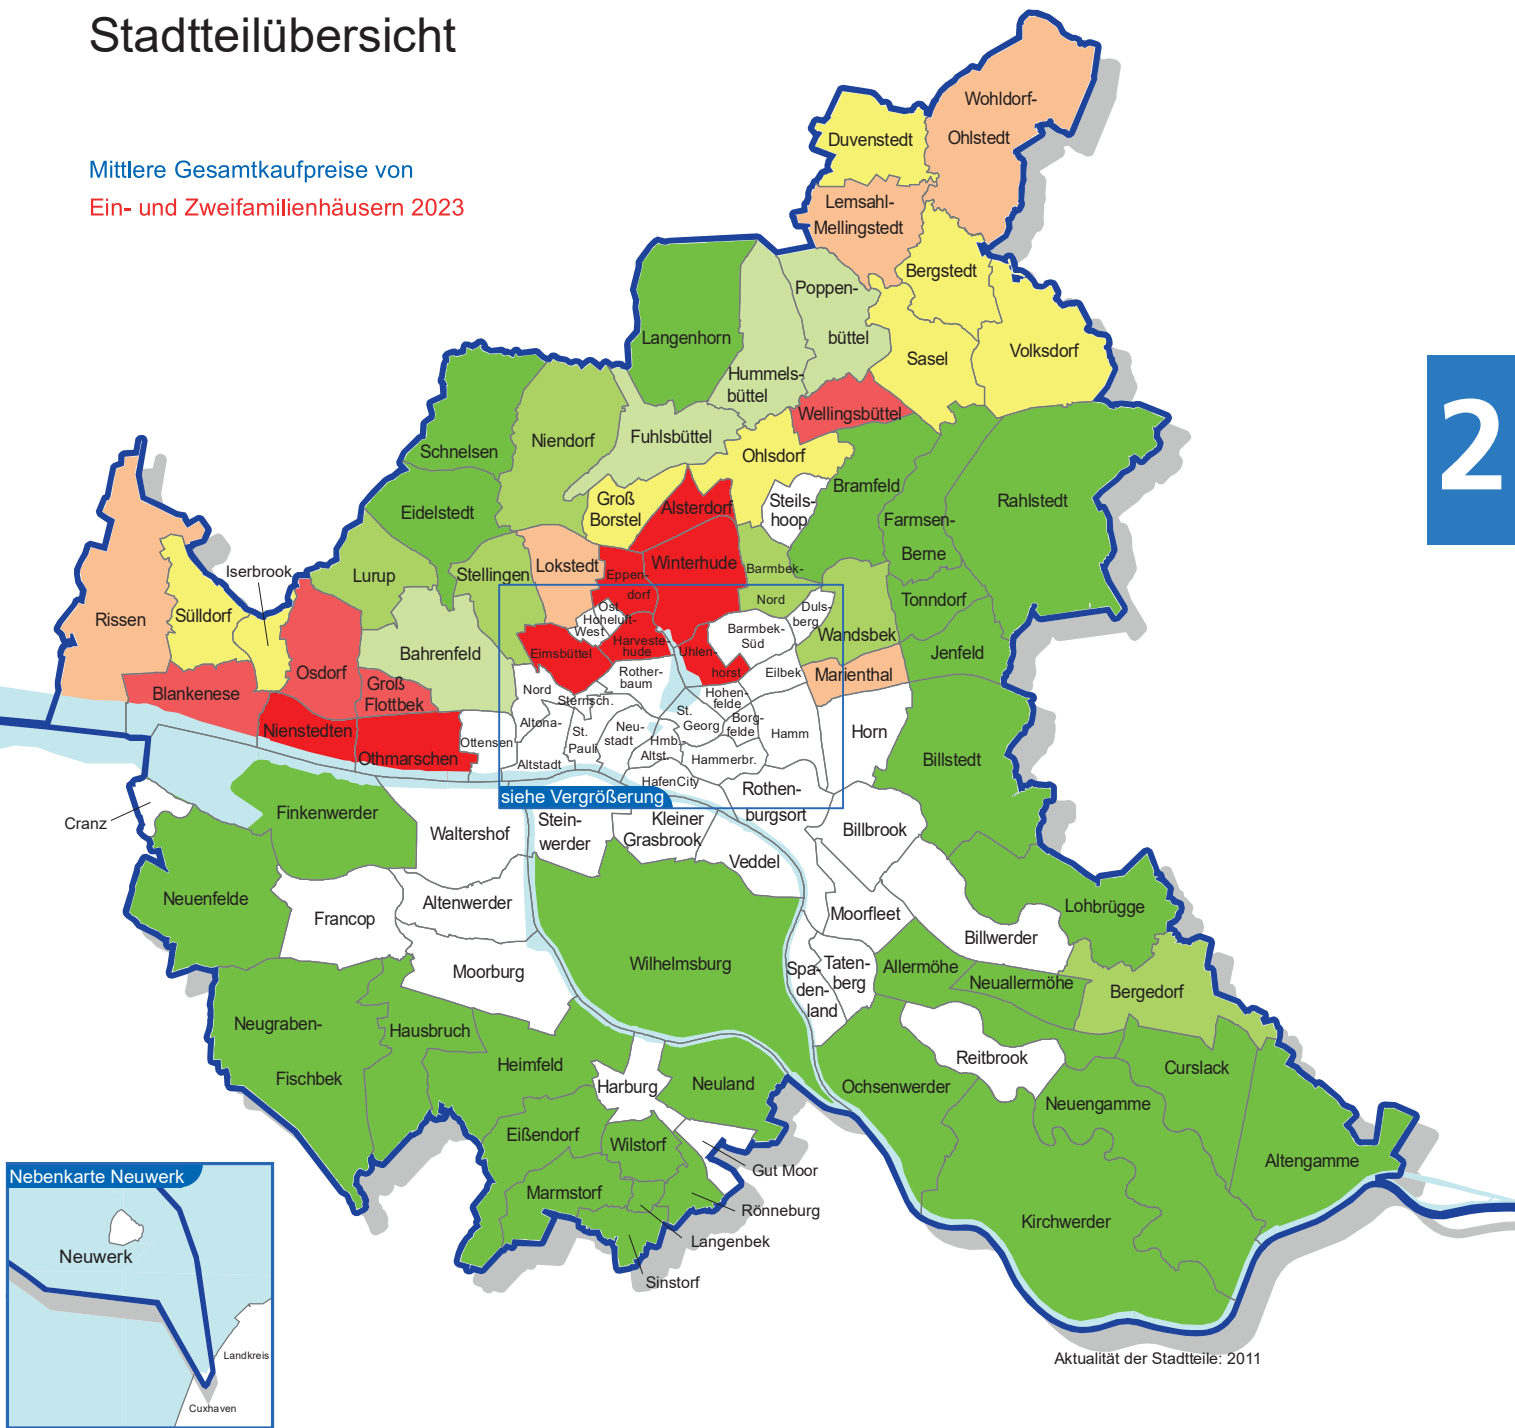 Stadtteilübersicht
Mittlere Gesamtkaufpreise von
Ein- und Zweifamilienhäusern 2023
2
Wohldorf-
Ohlstedt
Duvenstedt
Lemsahl-
Mellingstedt
Bergstedt
Poppen-
büttel
Langenhorn
Sasel
Volksdorf
Hummels-
büttel
Wellingsbüttel
Schnelsen
Niendorf
Fuhlsbüttel
Ohlsdorf
Bramfeld
Rahlstedt
Groß
Borstel
Alsterdorf
Steils-
hoop
Eidelstedt
Farmsen-
Berne
Lokstedt
Winterhude
Barmbek-
Nord
Iserbrook
Lurup
Stellingen
Eppen-
dorf
Rissen
Sülldorf
Ost
Hoheluft-
West
Duls-
berg
Tonndorf
Barmbek-
Süd
Wandsbek
Harveste-
hude
Bahrenfeld
Eimsbüttel
Uhlen-
horst
Jenfeld
Osdorf
Rother-
baum
Eilbek
Marienthal
Blankenese
Groß
Flottbek
Nord
Sternsch.
Hohen-
felde
Nienstedten
Altona-
Altstadt
St.
Pauli
Neu-
stadt
St.
Georg
Borg-
felde
Hamm
Horn
Ottensen
Hmb.-
Altst.
Othmarschen
Hammerbr.
Billstedt
HafenCity
siehe Vergrößerung
Rothen-
burgsort
Cranz
Finkenwerder
Waltershof
Stein-
werder
Kleiner
Grasbrook
Billbrook
Veddel
Neuenfelde
Francop
Altenwerder
Moorfleet
Lohbrügge
Billwerder
Moorburg
Wilhelmsburg
Spa-
den-
land
Taten-
berg
Allermöhe
Neuallermöhe
Bergedorf
Neugraben-
Fischbek
Hausbruch
Heimfeld
Reitbrook
Curslack
Harburg
Neuland
Ochsenwerder
Neuengamme
Eißendorf
Wilstorf
Gut Moor
Altengamme
Marmstorf
Rönneburg
Kirchwerder
Langenbek
Sinstorf
Nebenkarte Neuwerk
Neuwerk
Landkreis
Cuxhaven
Aktualität der Stadtteile: 2011